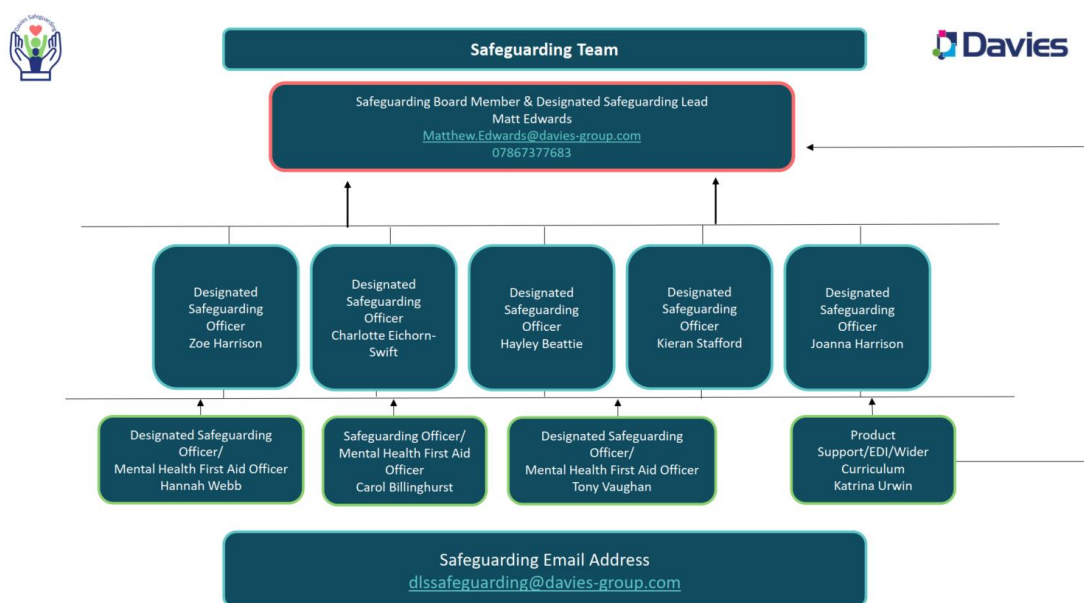 Davies Safeguarding
Safeguarding Team
Davies
Safeguarding Board Member & Designated Safeguarding Lead
Matt Edwards
Matthew.Edwards@davies-group.com
07867377683
Designated
Safeguarding
Officer
Zoe Harrison
Designated
Safeguarding
Officer
Charlotte Eichorn-
Swift
Designated
Safeguarding
Officer
Hayley Beattie
Designated
Safeguarding
Officer
Kieran Stafford
Designated
Safeguarding
Officer
Joanna Harrison
Designated Safeguarding
Officer/
Mental Health First Aid Officer
Hannah Webb
Safeguarding Officer/
Mental Health First Aid
Officer
Carol Billinghurst
Designated Safeguarding
Officer/
Mental Health First Aid Officer
Tony Vaughan
Product
Support/EDI/Wider
Curriculum
Katrina Urwin
Safeguarding Email Address
dlssafeguarding@davies-group.com